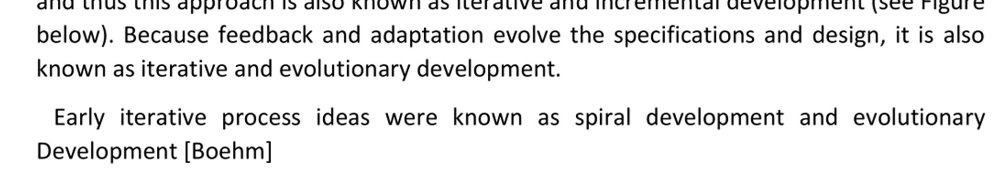 and thus this approach is also known as iterative and incremental development (see Figure
below). Because feedback and adaptation evolve the specifications and design, it is also
known as iterative and evolutionary development.
Early iterative process ideas were known as spiral development and evolutionary
Development [Boehm]